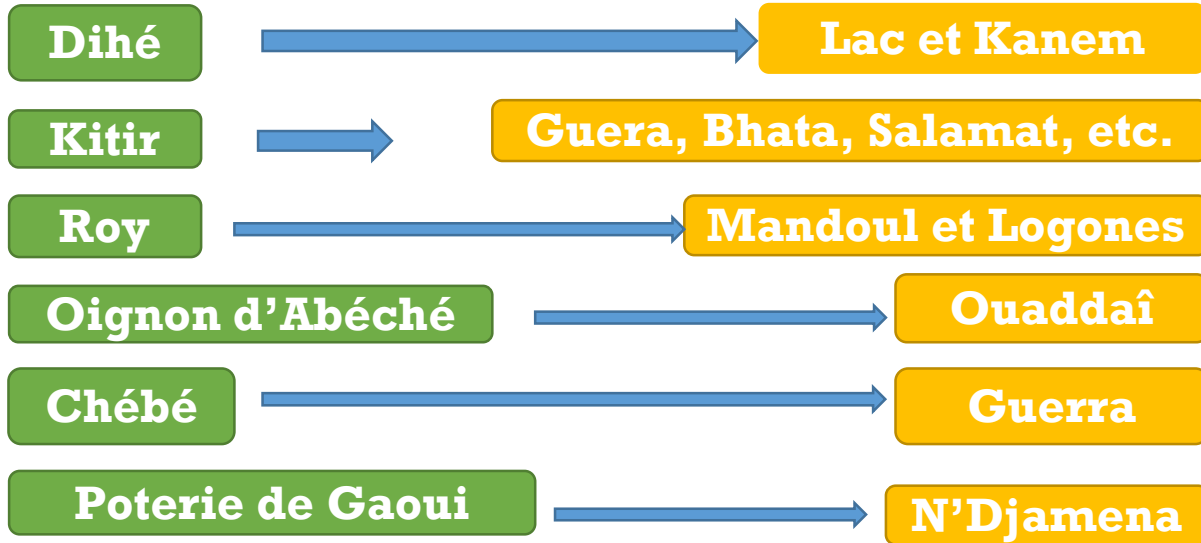 Dihé Lac et Kanem
Kitir Guera, Bhata, Salamat, etc.
Roy Mandoul et Logones
Oignon d’Abéché Ouaddaî
Chébé Guerra
Poterie de Gaoui N’Djamena